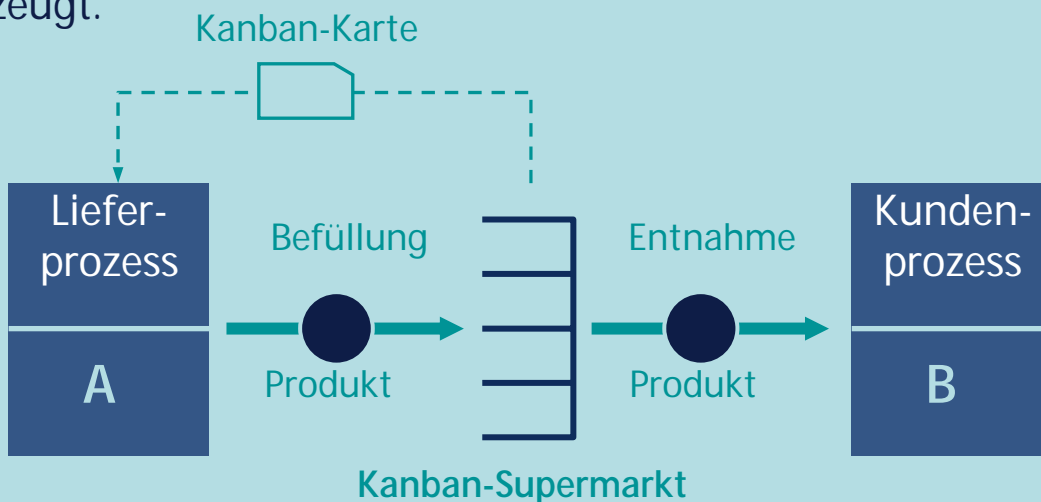 zeugt.
Kanban-Karte
Liefer-
prozess
A
Befüllung
Produkt
Entnahme
Produkt
Kunden-
prozess
B
Kanban-Supermarkt